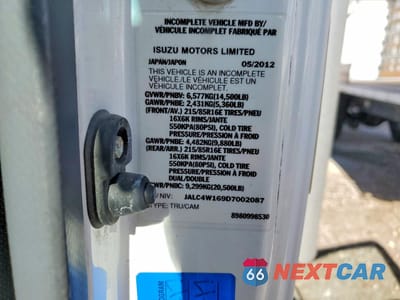 INCOMPLETE VEHICLE MFD BY/
VÉHICULE INCOMPLET FABRIQUÉ PAR
ISUZU MOTORS LIMITED
JAPAN/JAPON 05/2012
THIS VEHICLE IS AN INCOMPLETE
VEHICLE/LE VÉHICULE EST UN
VÉHICULE INCOMPLET.
GVWR/PNBV: 6,577KG(14,500LB)
GAWR/PNBE: 2,431KG(5,360LB)
(FRONT/AV.) 215/85R16E TIRES/PNEU
16X6K RIMS/JANTE
550KPA(80PSI), COLD TIRE
PRESSURE/PRESSION À FROID
GAWR/PNBE: 4,482KG(9,880LB)
(REAR/ARR.) 215/85R16E TIRES/PNEU
16X6K RIMS/JANTE
550KPA(80PSI), COLD TIRE
PRESSURE/PRESSION À FROID
DUAL/DOUBLE
/PNBC: 9,299KG(20,500LB)
/ NIV: JALC4W169D7002087
TYPE: TRU/CAM
8980998530
66 NEXTCAR